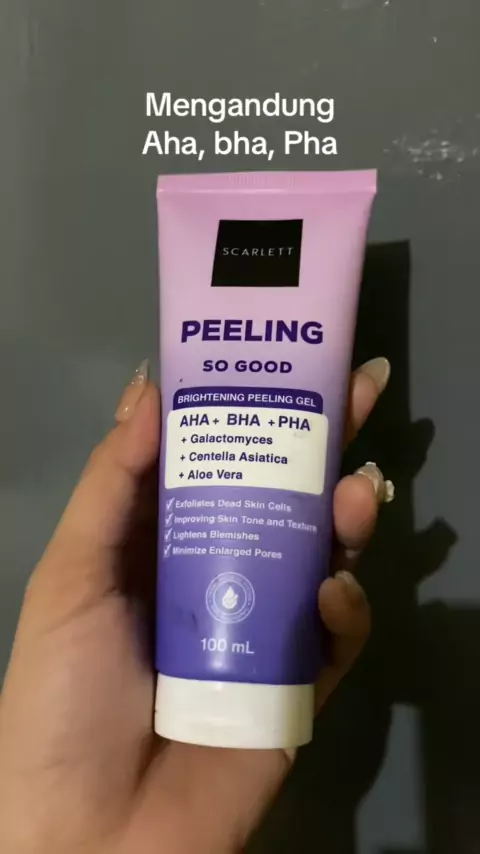 Mengandung
Aha, bha, Pha
SCARLETT
PEELING
SO GOOD
BRIGHTENING PEELING GEL
AHA + BHA + PHA
+ Galactomyces
+ Centella Asiatica
+ Aloe Vera
Exfoliates Dead Skin Cells
Improving Skin Tone and Texture
Lightens Blemishes
Minimize Enlarged Pores
100 mL